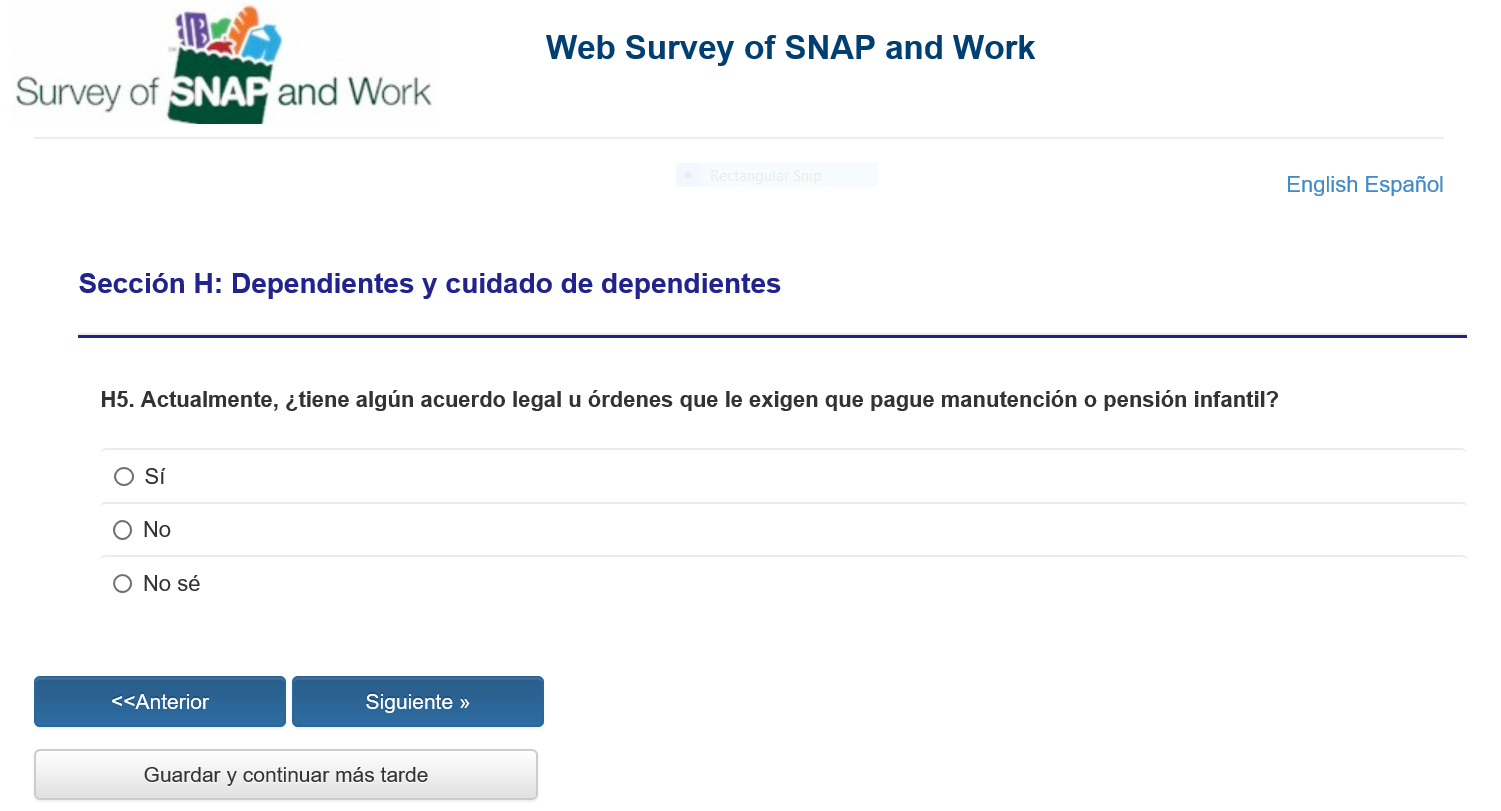 Survey of SNAP and Work
Web Survey of SNAP and Work
Rectangular Snip
English Español
Sección H: Dependientes y cuidado de dependientes
H5. Actualmente, ¿tiene algún acuerdo legal u órdenes que le exigen que pague manutención o pensión infantil?
Sí
No
No sé
<<Anterior
Siguiente »
Guardar y continuar más tarde